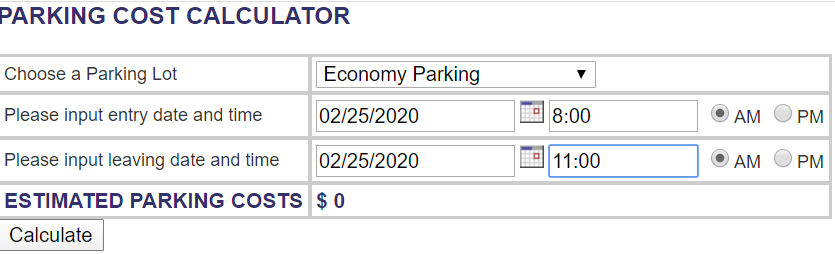 PARKING COST CALCULATOR
Choose a Parking Lot Economy Parking
Please input entry date and time 02/25/2020 8:00 AM PM
Please input leaving date and time 02/25/2020 11:00 AM PM
ESTIMATED PARKING COSTS $ 0
Calculate